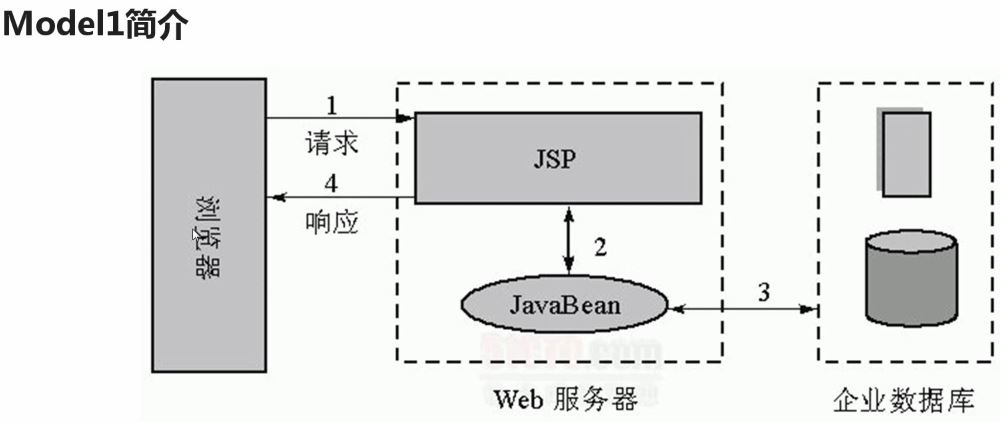 Model1简介
1
请求
JSP
4
响应
浏览器
2
JavaBean
3
Web 服务器
企业数据库